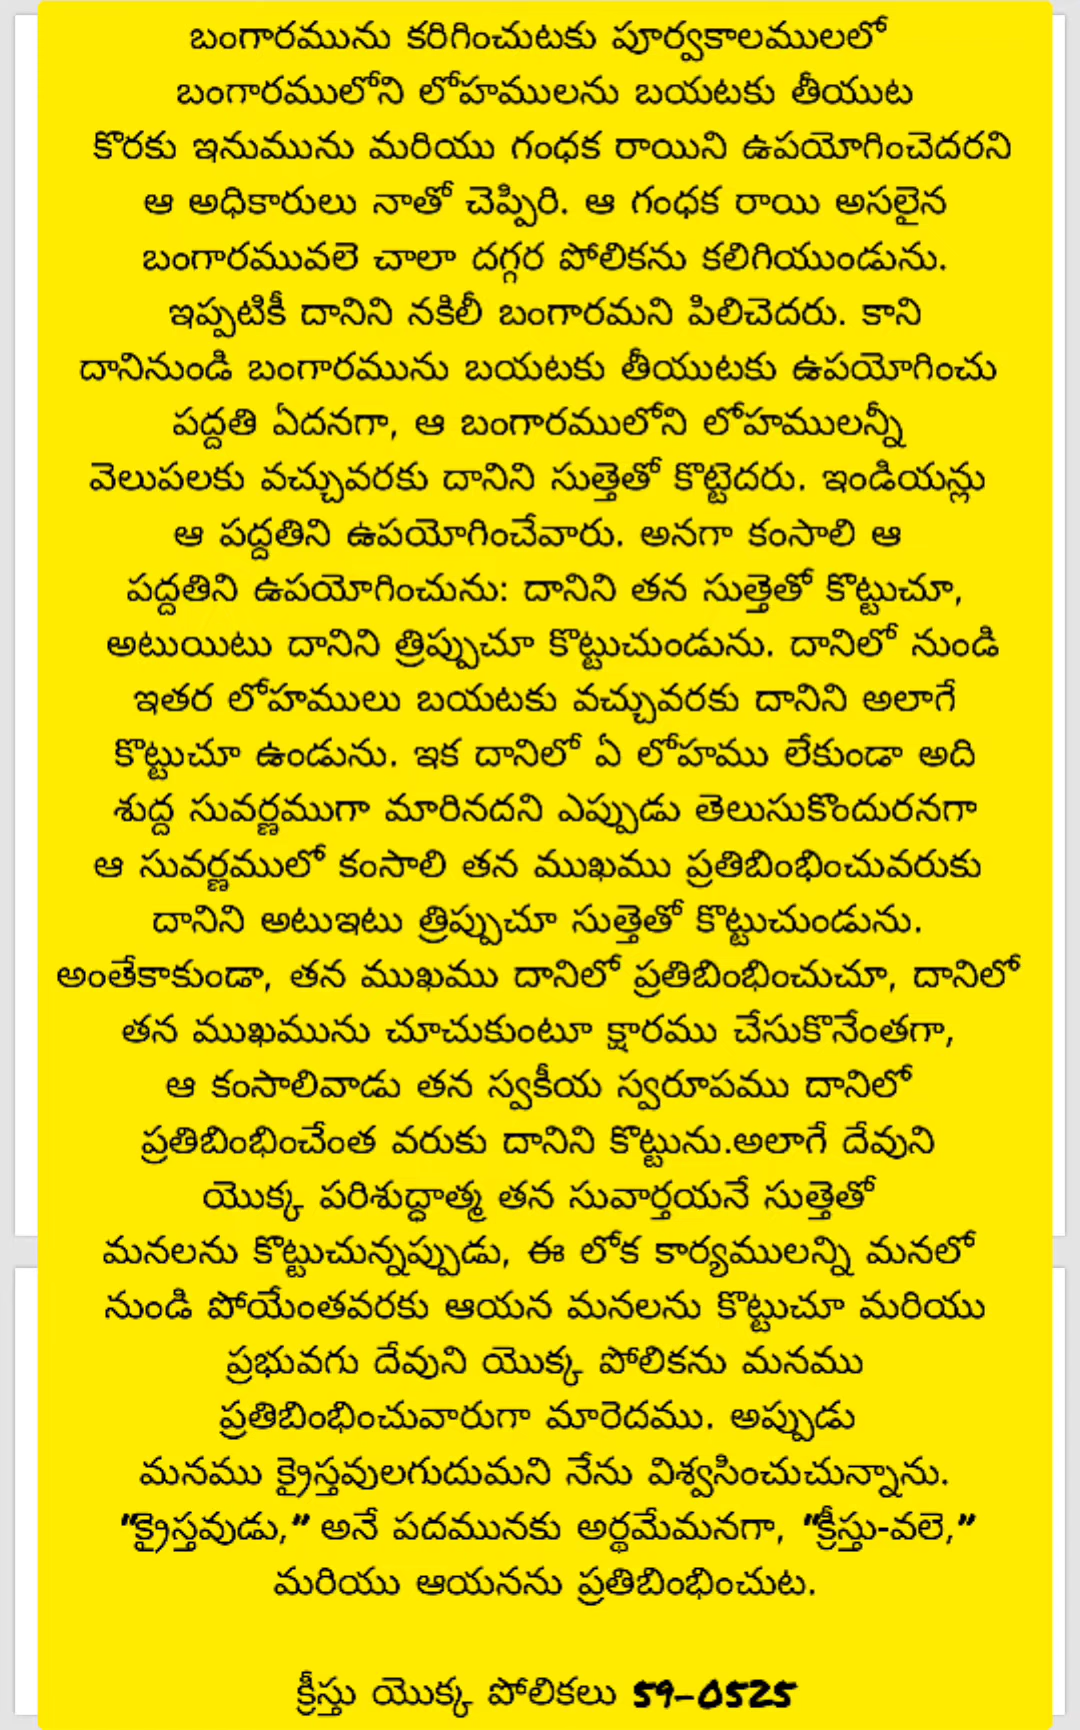 బంగారమును కరిగించుటకు పూర్వకాలములలో
బంగారములోని లోహములను బయటకు తీయుట
కొరకు ఇనుమును మరియు గంధక రాయిని ఉపయోగించెదరని
ఆ అధికారులు నాతో చెప్పిరి. ఆ గంధక రాయి అసలైన
బంగారమువలె చాలా దగ్గర పోలికను కలిగియుండును.
ఇప్పటికీ దానిని నకిలీ బంగారమని పిలిచెదరు. కాని
దానినుండి బంగారమును బయటకు తీయుటకు ఉపయోగించు
పద్దతి ఏదనగా, ఆ బంగారములోని లోహములన్నీ
వెలుపలకు వచ్చువరకు దానిని సుత్తెతో కొట్టెదరు. ఇండియన్లు
ఆ పద్దతిని ఉపయోగించేవారు. అనగా కంసాలి ఆ
పద్దతిని ఉపయోగించును: దానిని తన సుత్తెతో కొట్టుచూ,
అటుయిటు దానిని త్రిప్పుచూ కొట్టుచుండును. దానిలో నుండి
ఇతర లోహములు బయటకు వచ్చువరకు దానిని అలాగే
కొట్టుచూ ఉండును. ఇక దానిలో ఏ లోహము లేకుండా అది
శుద్ద సువర్ణముగా మారినదని ఎప్పుడు తెలుసుకొందురనగా
ఆ సువర్ణములో కంసాలి తన ముఖము ప్రతిబింభించువరుకు
దానిని అటుఇటు త్రిప్పుచూ సుత్తెతో కొట్టుచుండును.
అంతేకాకుండా, తన ముఖము దానిలో ప్రతిబింభించుచూ, దానిలో
తన ముఖమును చూచుకుంటూ క్షారము చేసుకొనేంతగా,
ఆ కంసాలివాడు తన స్వకీయ స్వరూపము దానిలో
ప్రతిబింభించేంత వరుకు దానిని కొట్టును.అలాగే దేవుని
యొక్క పరిశుద్ధాత్మ తన సువార్తయనే సుత్తెతో
మనలను కొట్టుచున్నప్పుడు, ఈ లోక కార్యములన్ని మనలో
నుండి పోయేంతవరకు ఆయన మనలను కొట్టుచూ మరియు
ప్రభువగు దేవుని యొక్క పోలికను మనము
ప్రతిబింభించువారుగా మారెదము. అప్పుడు
మనము క్రైస్తవులగుదుమని నేను విశ్వసించుచున్నాను.
"క్రైస్తవుడు," అనే పదమునకు అర్థమేమనగా, "క్రీస్తు-వలె,"
మరియు ఆయనను ప్రతిబింభించుట.
క్రీస్తు యొక్క పోలికలు 59-0525